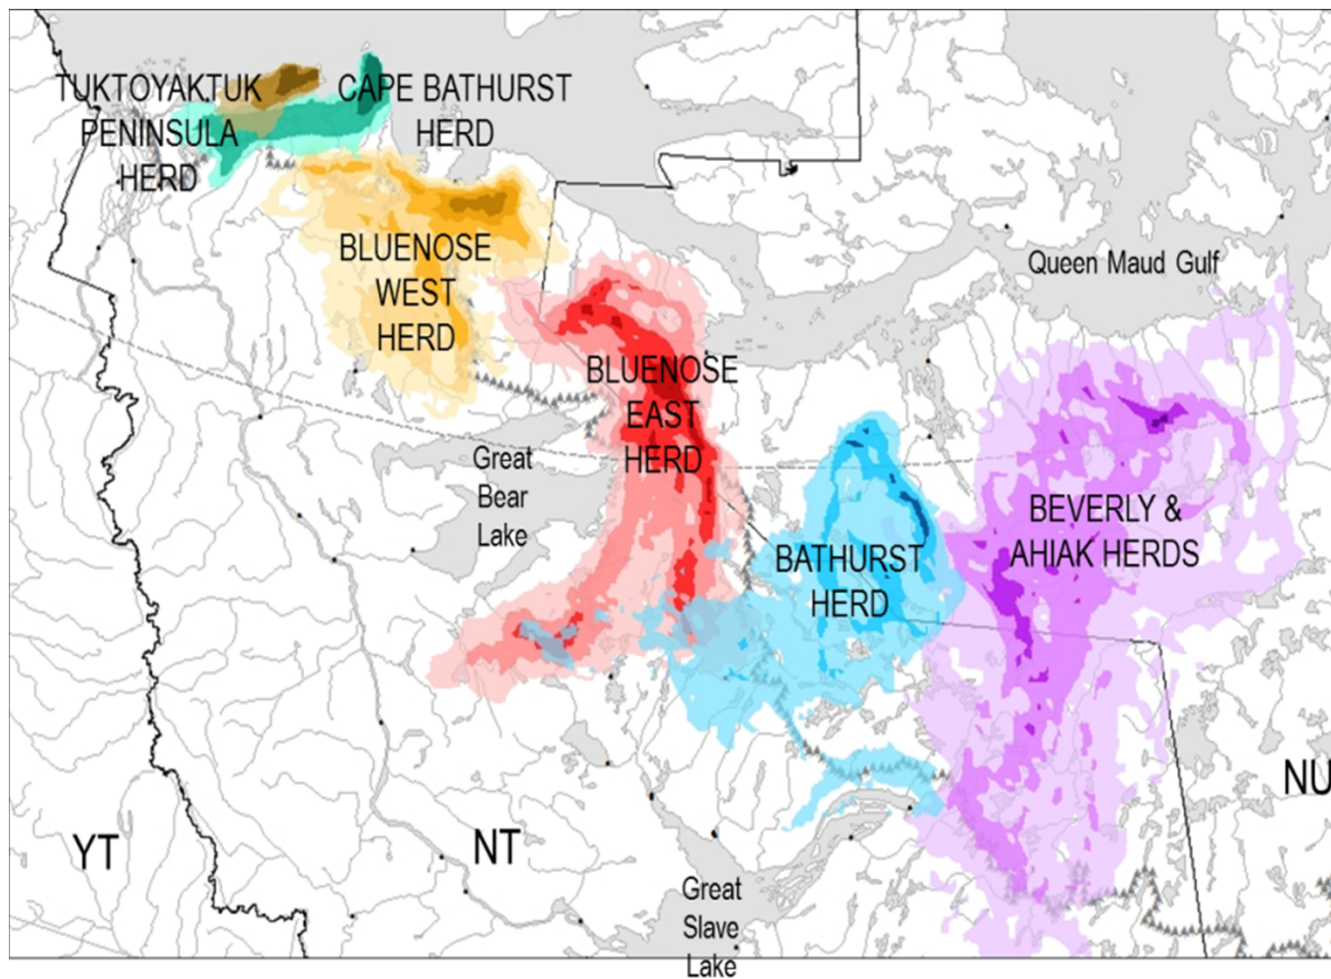 TUKTOYAKTUK
PENINSULA
HERD
CAPE BATHURST
HERD
BLUENOSE
WEST
HERD
Queen Maud Gulf
BLUENOSE
EAST
HERD
Great
Bear
Lake
BEVERLY &
AHIAK HERDS
BATHURST
HERD
NU
YT
NT
Great
Slave
Lake